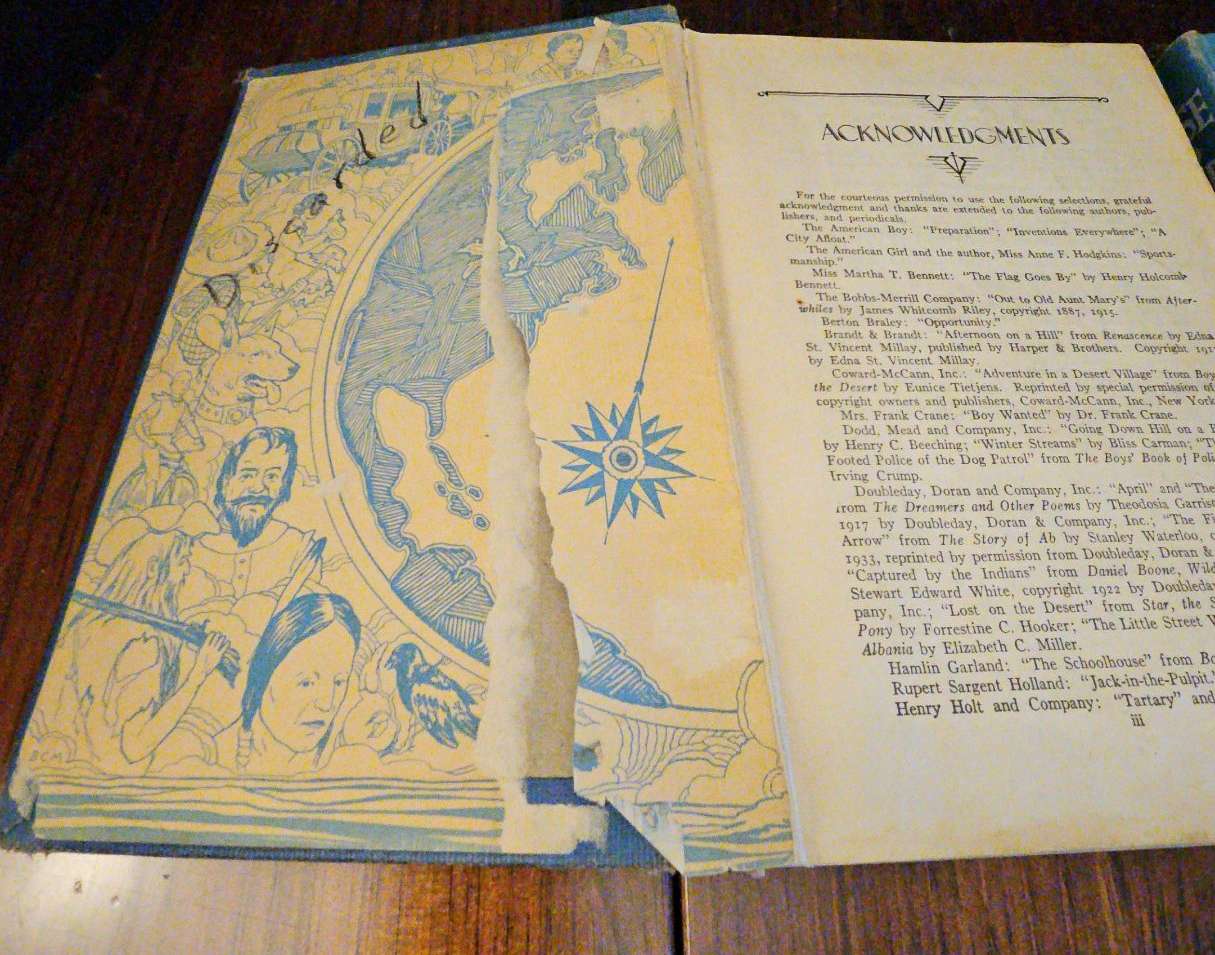 Discarded
BCM
ACKNOWLEDGMENTS
For the courteous permission to use the following selections, grateful
acknowledgment and thanks are extended to the following authors, pub-
lishers, and periodicals.
The American Boy: "Preparation"; "Inventions Everywhere"; "A
City Afloat."
The American Girl and the author, Miss Anne F. Hodgkins: "Sports-
manship."
Miss Martha T. Bennett: "The Flag Goes By" by Henry Holcomb
Bennett.
The Bobbs-Merrill Company: "Out to Old Aunt Mary's" from After-
whiles by James Whitcomb Riley, copyright 1887, 1915.
Berton Braley: "Opportunity."
Brandt & Brandt: "Afternoon on a Hill" from Renascence by Edna
St. Vincent Millay, published by Harper & Brothers. Copyright
by Edna St. Vincent Millay.
Coward-McCann, Inc.: "Adventure in a Desert Village" from Boy
the Desert by Eunice Tietjens. Reprinted by special permission of
copyright owners and publishers, Coward-McCann, Inc., New York
Mrs. Frank Crane: "Boy Wanted" by Dr. Frank Crane.
Dodd, Mead and Company, Inc.: "Going Down Hill on a
by Henry C. Beeching; "Winter Streams" by Bliss Carman;
Footed Police of the Dog Patrol" from The Boys' Book of
Irving Crump.
Doubleday, Doran and Company, Inc.: "April" and "The
from The Dreamers and Other Poems by Theodosia
1917 by Doubleday, Doran & Company, Inc.; "The
Arrow" from The Story of Ab by Stanley Waterloo,
1933, reprinted by permission from Doubleday, Doran &
"Captured by the Indians" from Daniel Boone,
Stewart Edward White, copyright 1922 by
pany, Inc.; "Lost on the Desert" from Star, the
Pony by Forrestine C. Hooker; "The Little Street
Albania by Elizabeth C. Miller.
Hamlin Garland: "The Schoolhouse" from
Rupert Sargent Holland: "Jack-in-the-Pulpit."
Henry Holt and Company: "Tartary" and
iii
SE